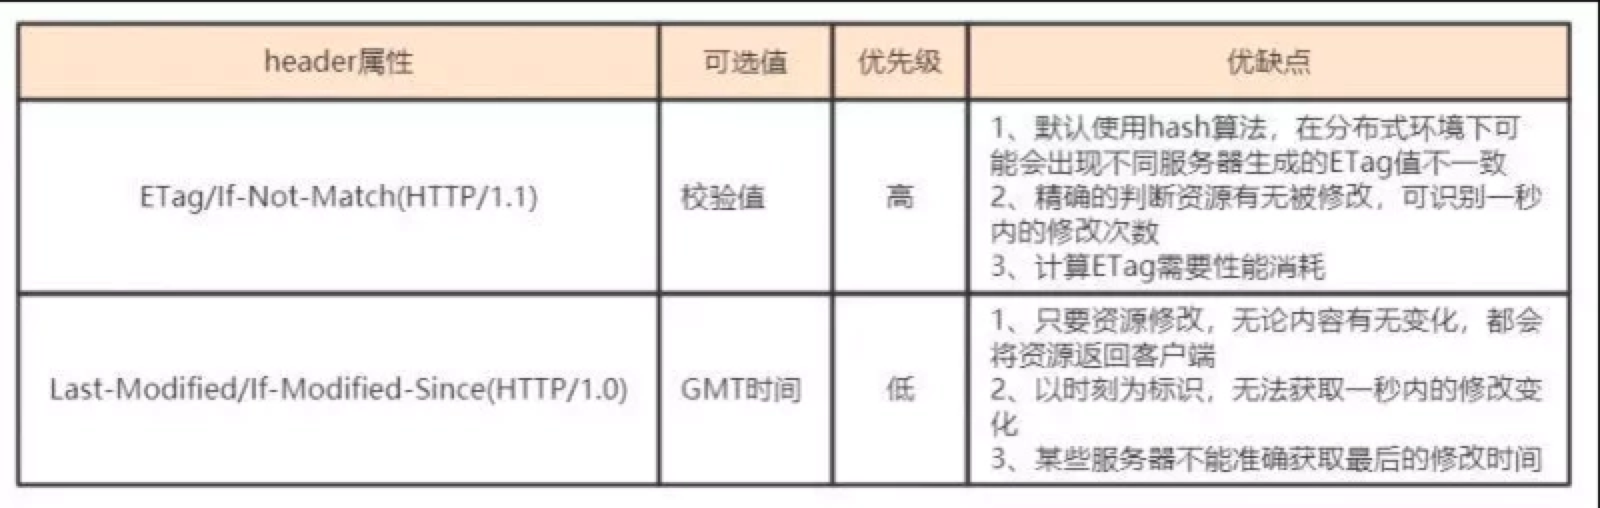 header属性
可选值
优先级
优缺点
ETag/If-Not-Match(HTTP/1.1)
校验值
高
1、默认使用hash算法，在分布式环境下可
能会出现不同服务器生成的ETag值不一致
2、精确的判断资源有无被修改，可识别一秒
内的修改次数
3、计算ETag需要性能消耗
Last-Modified/If-Modified-Since(HTTP/1.0)
GMT时间
低
1、只要资源修改，无论内容有无变化，都会
将资源返回客户端
2、以时刻为标识，无法获取一秒内的修改变
化
3、某些服务器不能准确获取最后的修改时间